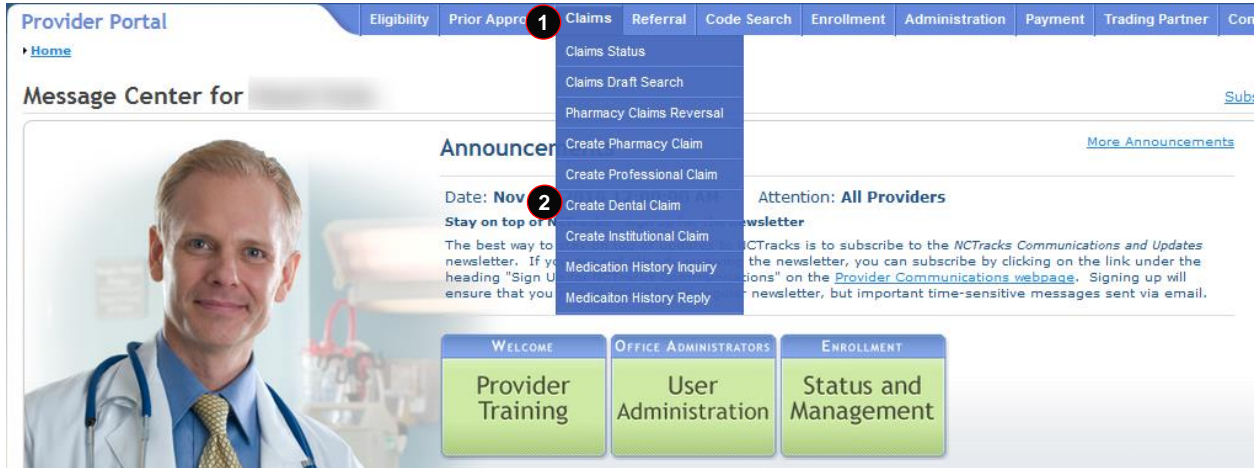 Provider Portal
Eligibility Prior Appro 1 Claims Referral Code Search Enrollment Administration Payment Trading Partner Con
Home
Message Center for
Subs
Claims Status
Claims Draft Search
Pharmacy Claims Reversal
Create Pharmacy Claim
Create Professional Claim
2 Create Dental Claim
Create Institutional Claim
Medication History Inquiry
Medicaiton History Reply
Announce
More Announcements
Date: Nov AM Attention: All Providers
Stay on top of newsletter
The best way to NCTracks is to subscribe to the NCTracks Communications and Updates
newsletter. If the newsletter, you can subscribe by clicking on the link under the
heading "Sign on the Provider Communications webpage. Signing up will
ensure that you newsletter, but important time-sensitive messages sent via email.
WELCOME
Provider
Training
OFFICE ADMINISTRATORS
User
Administration
ENROLLMENT
Status and
Management